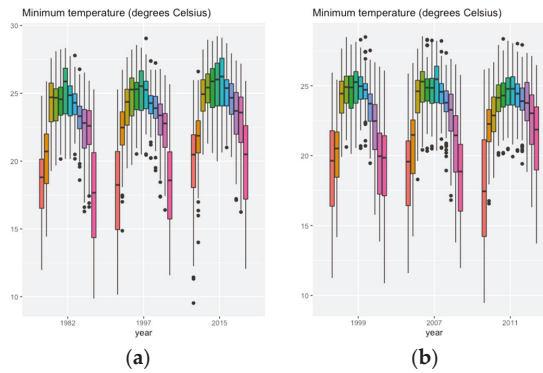 Minimum temperature (degrees Celsius)
30
25
20
15
10
1982
1997
2015
year
(a)
Minimum temperature (degrees Celsius)
25
20
15
10
1999
2007
2011
year
(b)